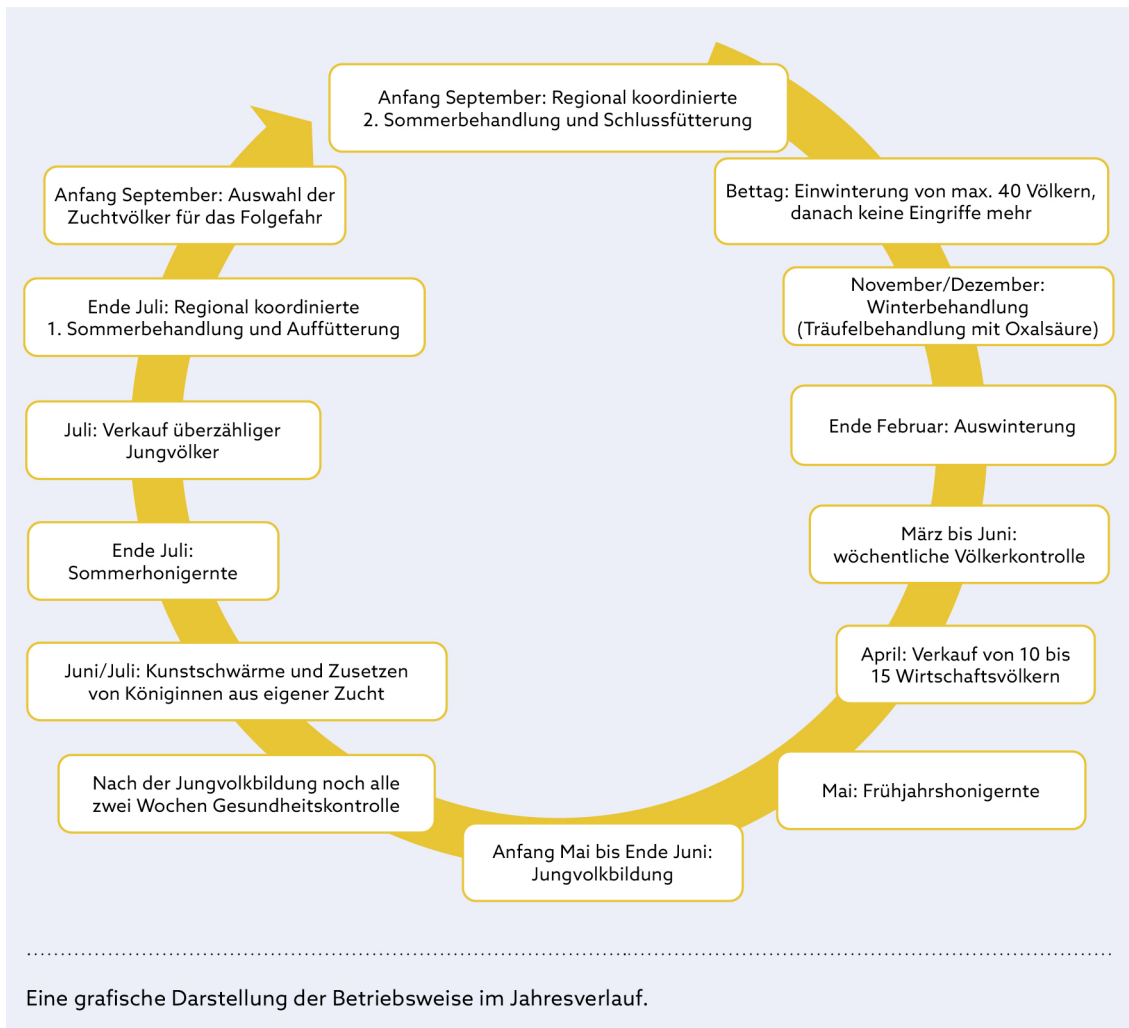 Anfang September: Regional koordinierte
2. Sommerbehandlung und Schlussfütterung
Bettag: Einwinterung von max. 40 Völkern,
danach keine Eingriffe mehr
November/Dezember:
Winterbehandlung
(Träufelbehandlung mit Oxalsäure)
Ende Februar: Auswinterung
März bis Juni:
wöchentliche Völkerkontrolle
April: Verkauf von 10 bis
15 Wirtschaftsvölkern
Mai: Frühjahrshonigernte
Anfang Mai bis Ende Juni:
Jungvolkbildung
Nach der Jungvolkbildung noch alle
zwei Wochen Gesundheitskontrolle
Juni/Juli: Kunstschwärme und Zusetzen
von Königinnen aus eigener Zucht
Ende Juli:
Sommerhonigernte
Juli: Verkauf überzähliger
Jungvölker
Ende Juli: Regional koordinierte
1. Sommerbehandlung und Auffütterung
Anfang September: Auswahl der
Zuchtvölker für das Folgefahr
Eine grafische Darstellung der Betriebsweise im Jahresverlauf.